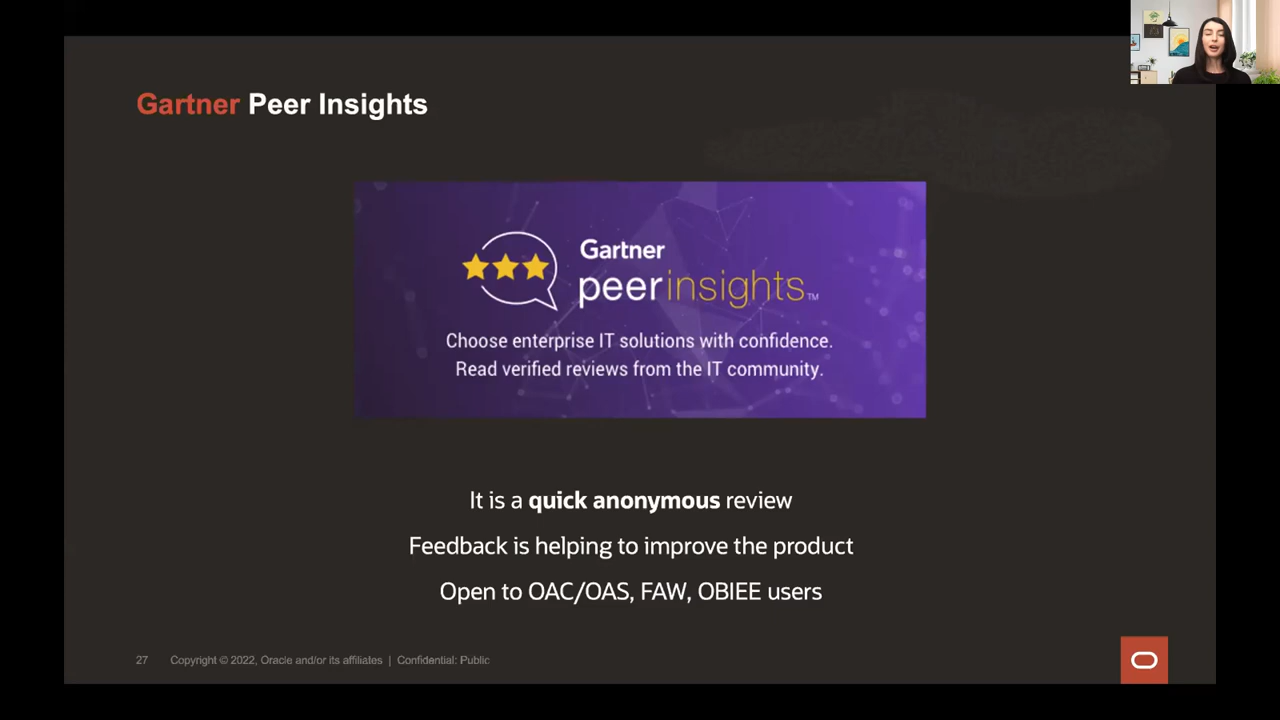 Gartner Peer Insights
Gartner
peerinsights™
Choose enterprise IT solutions with confidence.
Read verified reviews from the IT community.
It is a quick anonymous review
Feedback is helping to improve the product
Open to OAC/OAS, FAW, OBIEE users
27 Copyright © 2022, Oracle and/or its affiliates | Confidential: Public